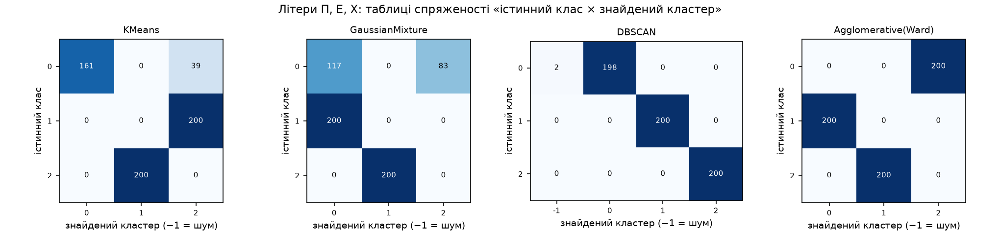 Літери П, Е, Х: таблиці спряженості «істинний клас × знайдений кластер»
KMeans
істинний клас
0
1
2
161 0 39
0 0 200
0 200 0
0 1 2
знайдений кластер (−1 = шум)
GaussianMixture
істинний клас
0
1
2
117 0 83
200 0 0
0 200 0
0 1 2
знайдений кластер (−1 = шум)
DBSCAN
істинний клас
0
1
2
2 198 0 0
0 0 200 0
0 0 0 200
-1 0 1 2
знайдений кластер (−1 = шум)
Agglomerative(Ward)
істинний клас
0
1
2
0 0 200
200 0 0
0 200 0
0 1 2
знайдений кластер (−1 = шум)